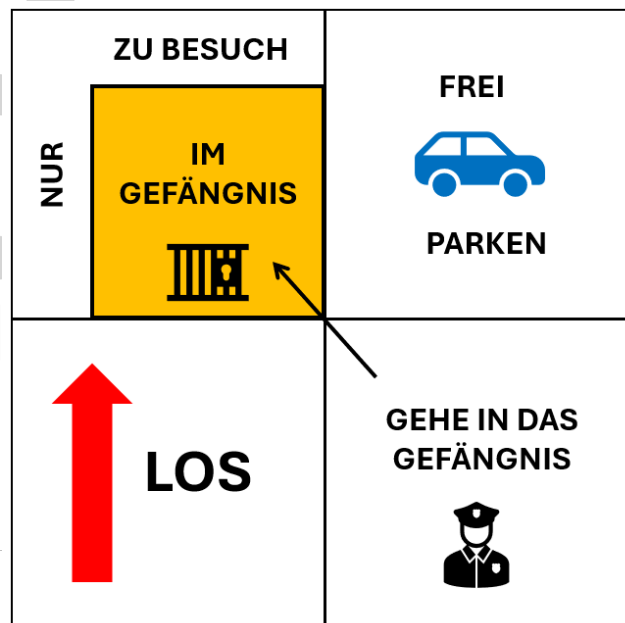 ZU BESUCH
NUR
IM
GEFÄNGNIS
FREI
PARKEN
LOS
GEHE IN DAS
GEFÄNGNIS